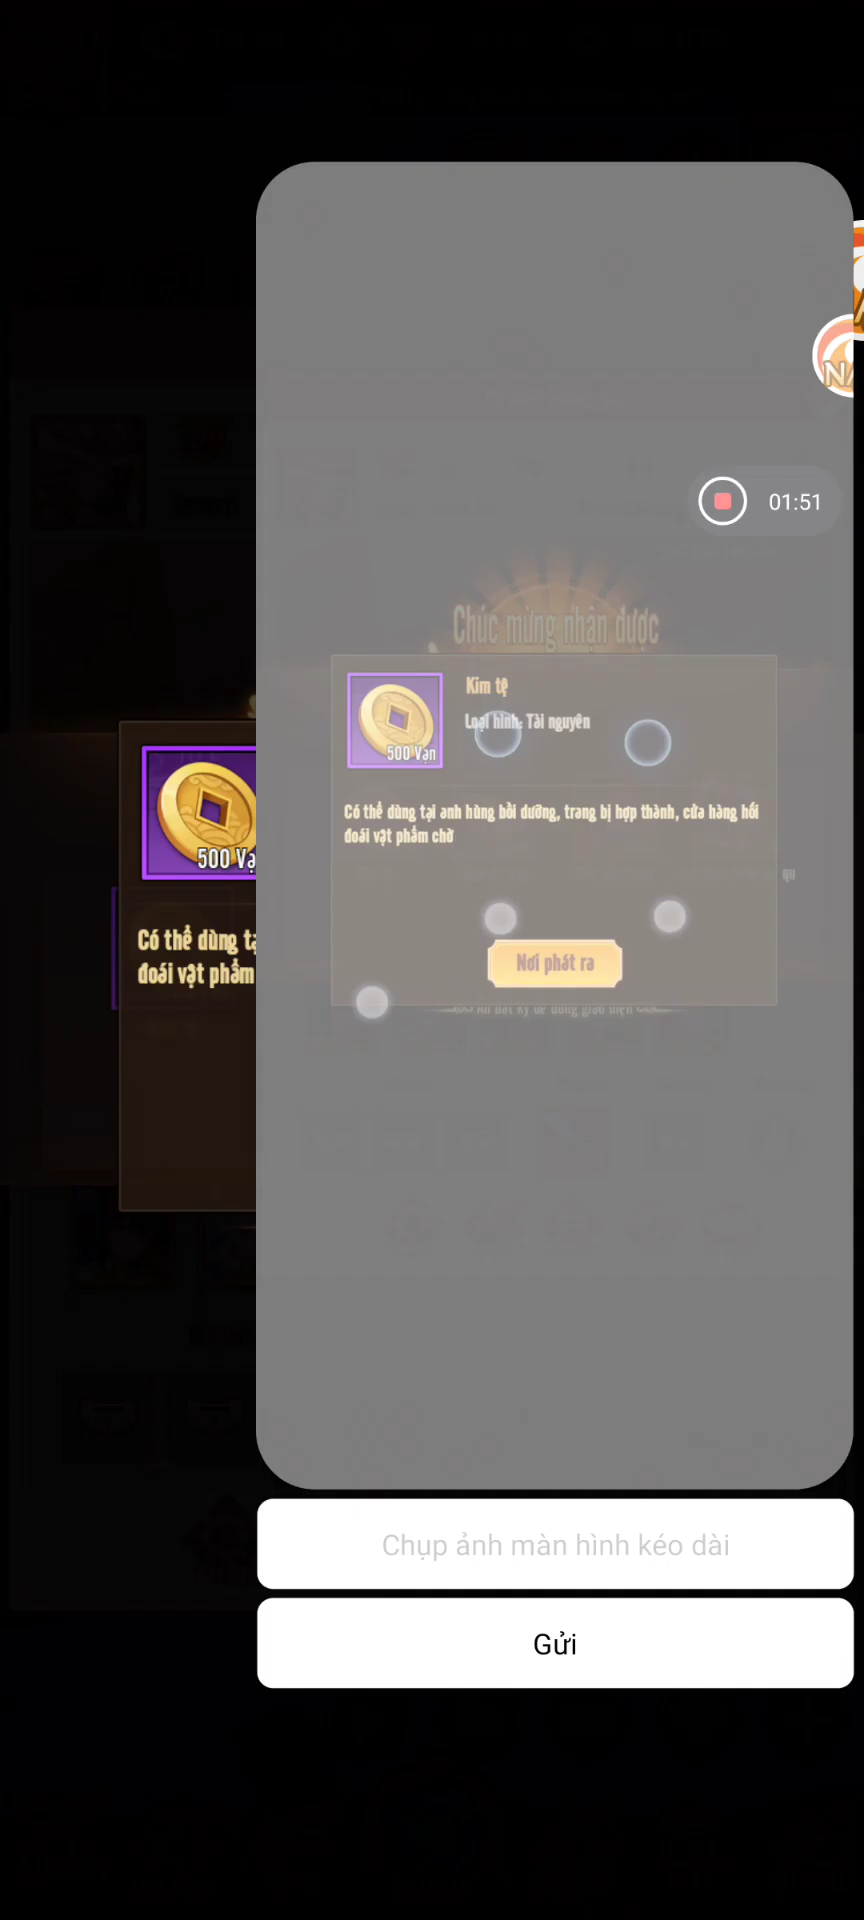 NA
01:51
Chúc mừng nhận được
Kim tệ
Loại hình: Tài nguyên
500 Vạn
Có thể dùng tại anh hùng bồi dưỡng, trang bị hợp thành, cửa hàng hối
đoái vật phẩm chờ
Nơi phát ra
500 Vạ
Có thể dùng tạ
đoái vật phẩm
Chụp ảnh màn hình kéo dài
Gửi